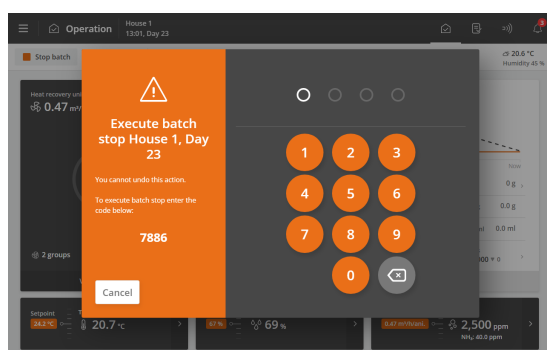 Operation
House 1
13:01, Day 23
3
Stop batch
20.6 °C
Humidity 45 %
Heat recovery uni
0.47 m³/
Execute batch
stop House 1, Day
23
You cannot undo this action.
To execute batch stop enter the
code below:
7886
Cancel
1 2 3
4 5 6
7 8 9
0
Now
0 g
0.0 g
0.0 ml
2 groups
Setpoint
24.2 °C
20.7 °C
67 %
69 %
0.47 m³/h/ani.
2,500 ppm
NH₃: 40.0 ppm